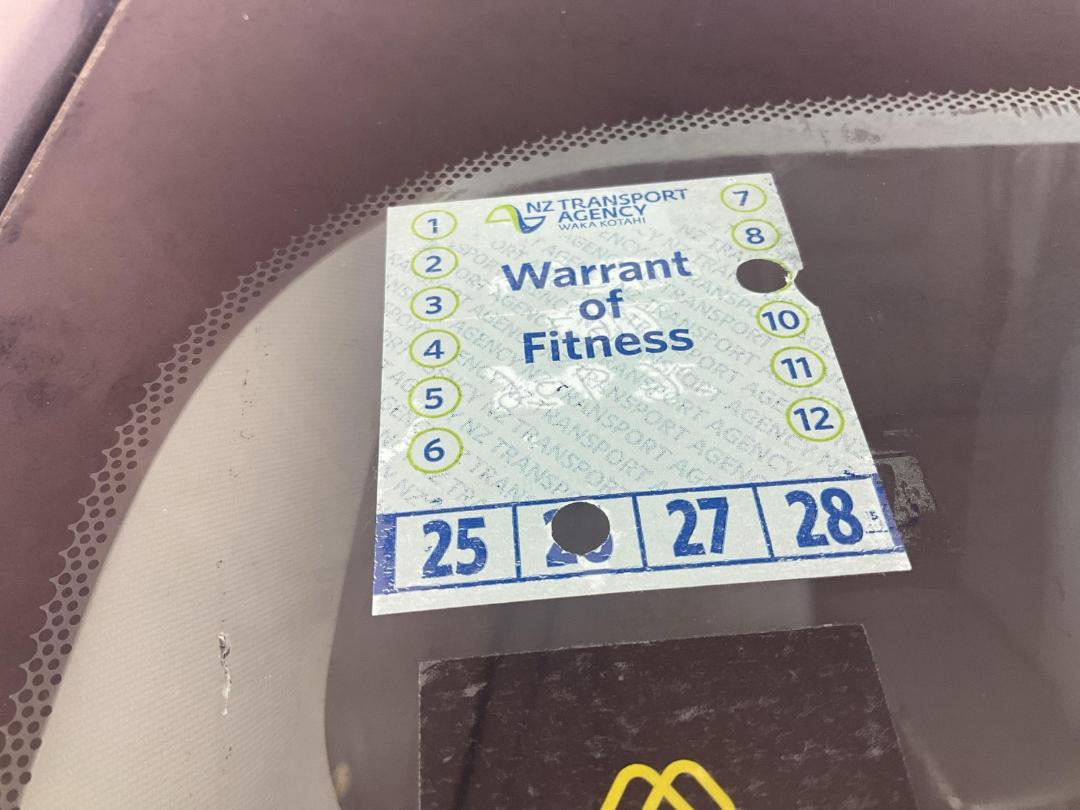 NZ TRANSPORT
AGENCY
WAKA KOTAHI
Warrant
of
Fitness
1
2
3
4
5
6
7
8
10
11
12
25
27
28